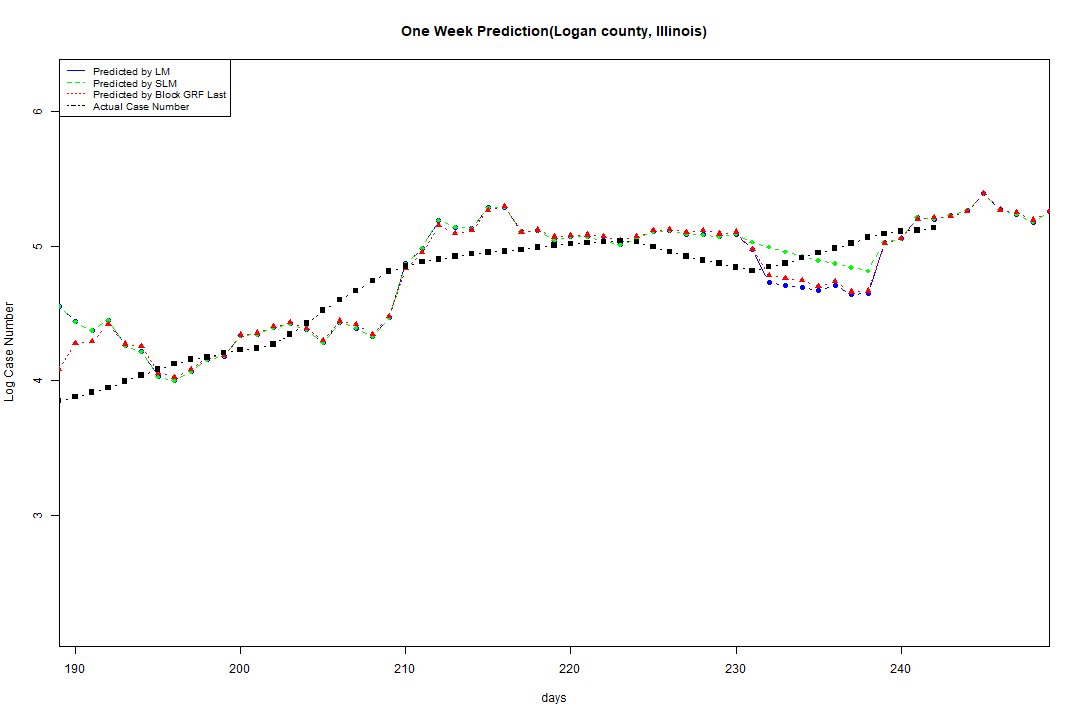 One Week Prediction(Logan county, Illinois)
Predicted by LM
Predicted by SLM
Predicted by Block GRF Last
Actual Case Number
6
5
4
3
Log Case Number
190 200 210 220 230 240
days